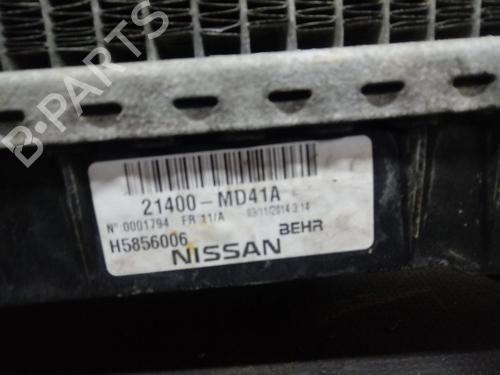 B-PARTS
21400-MD41A
N°:0001794 FR 11/A 03/11/2014 3:14
H5856006 BEHR
NISSAN